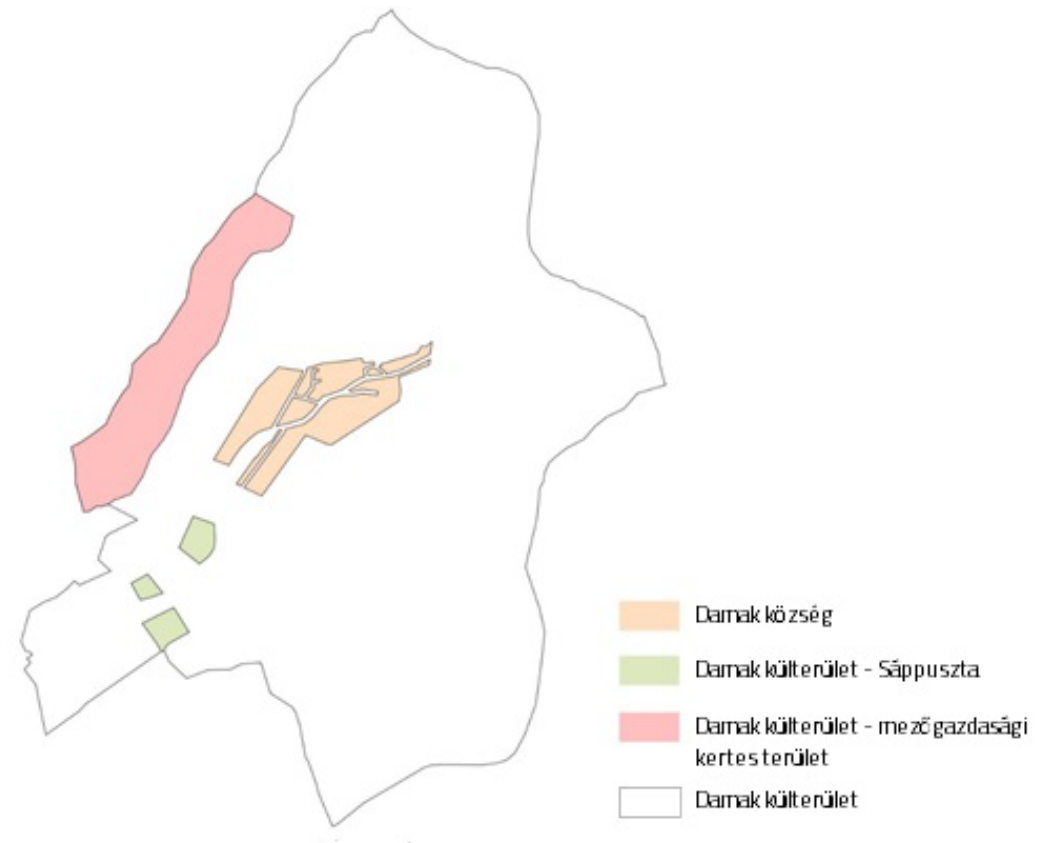 Damak község
Damak külterület - Sáppuszta
Damak külterület - mezőgazdasági
kertes terület
Damak külterület